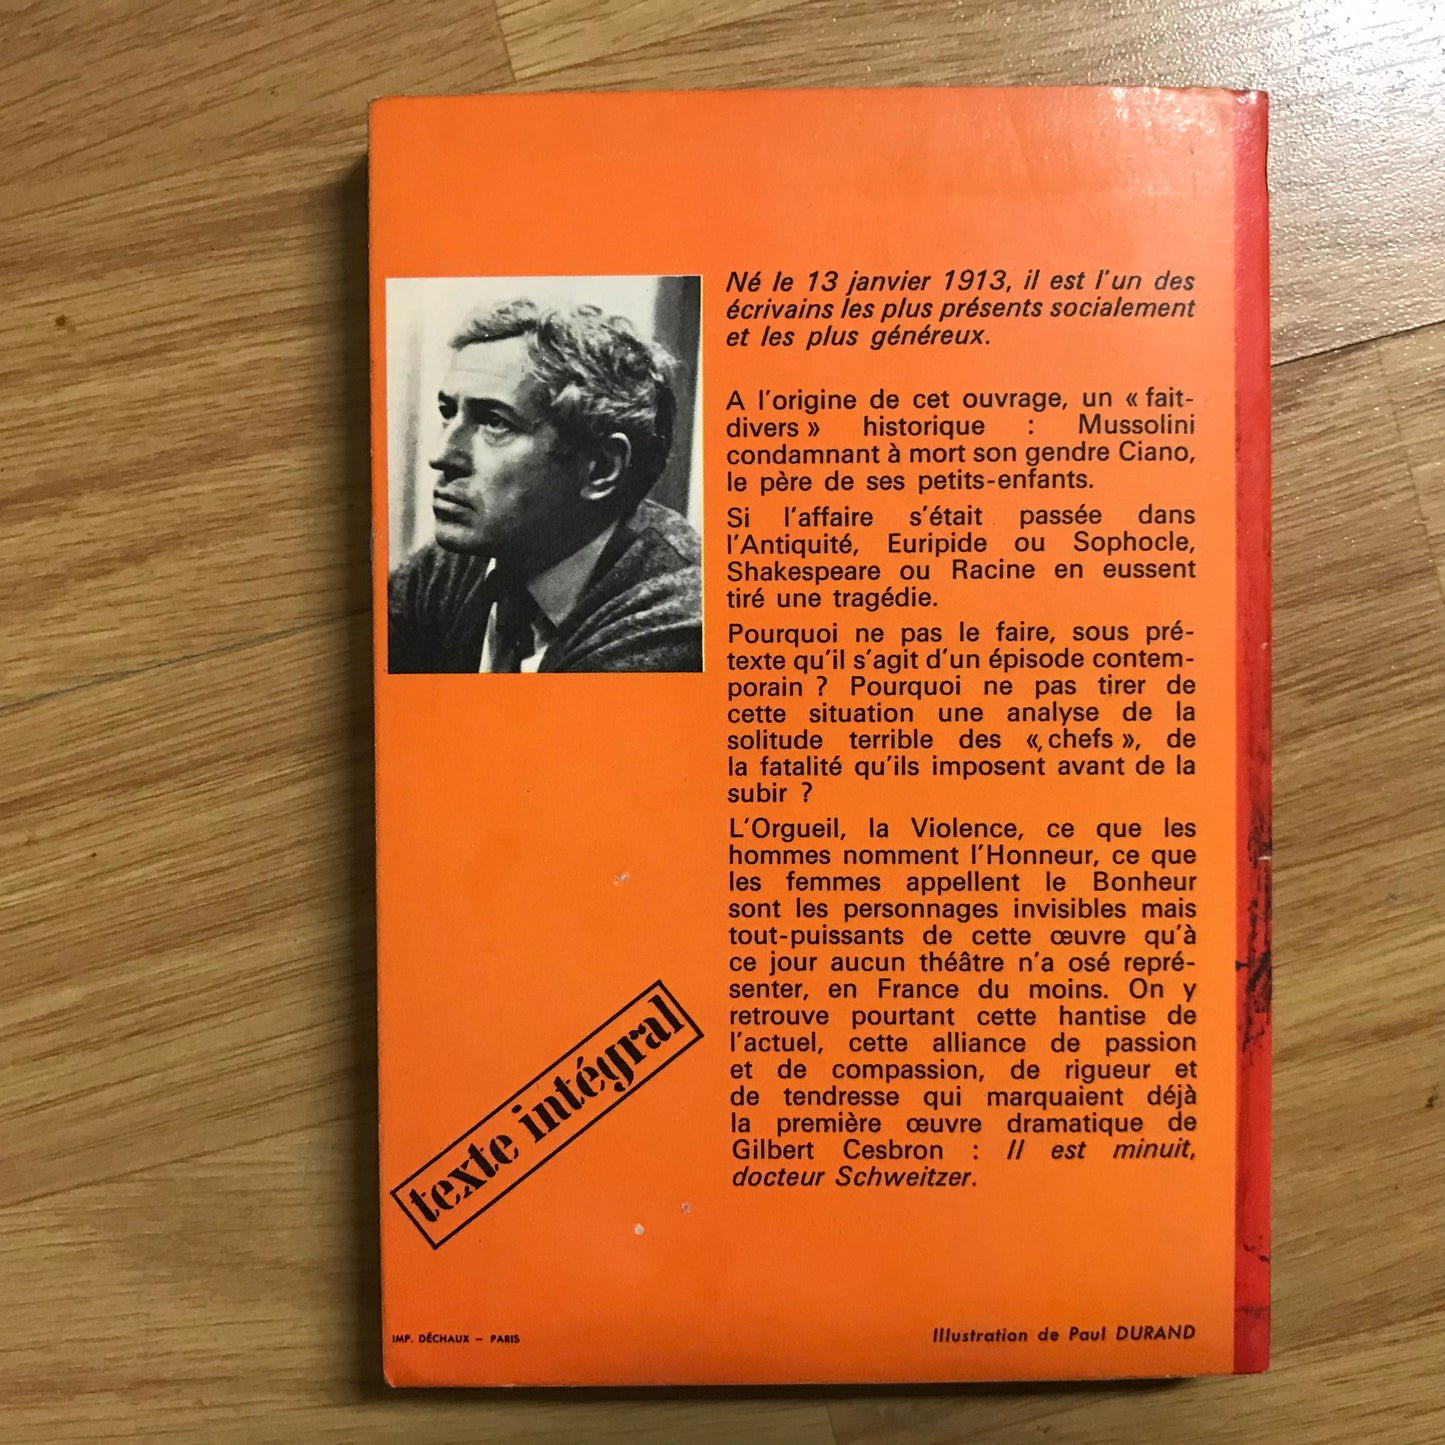 Né le 13 janvier 1913, il est l'un des
écrivains les plus présents socialement
et les plus généreux.
A l'origine de cet ouvrage, un « fait-
divers » historique : Mussolini
condamnant à mort son gendre Ciano,
le père de ses petits-enfants.
Si l'affaire s'était passée dans
l'Antiquité, Euripide ou Sophocle,
Shakespeare ou Racine en eussent
tiré une tragédie.
Pourquoi ne pas le faire, sous pré-
texte qu'il s'agit d'un épisode contem-
porain ? Pourquoi ne pas tirer de
cette situation une analyse de la
solitude terrible des «, chefs », de
la fatalité qu'ils imposent avant de la
subir ?
L'Orgueil, la Violence, ce que les
hommes nomment l'Honneur, ce que
les femmes appellent le Bonheur
sont les personnages invisibles mais
tout-puissants de cette œuvre qu'à
ce jour aucun théâtre n'a osé repré-
senter, en France du moins. On y
retrouve pourtant cette hantise de
l'actuel, cette alliance de passion
et de compassion, de rigueur et
de tendresse qui marquaient déjà
la première œuvre dramatique de
Gilbert Cesbron : Il est minuit,
docteur Schweitzer.
texte intégral
IMP. DÉCHAUX – PARIS
Illustration de Paul DURAND